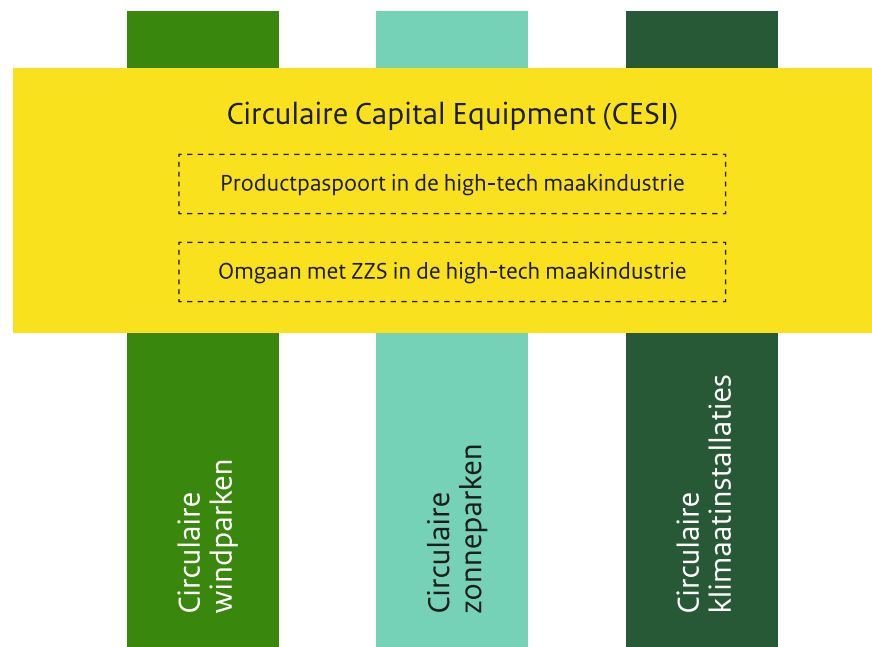 Circulaire Capital Equipment (CESI)
Productpaspoort in de high-tech maakindustrie
Omgaan met ZZS in de high-tech maakindustrie
Circulaire
windparken
Circulaire
zonneparken
Circulaire
klimaatinstallaties